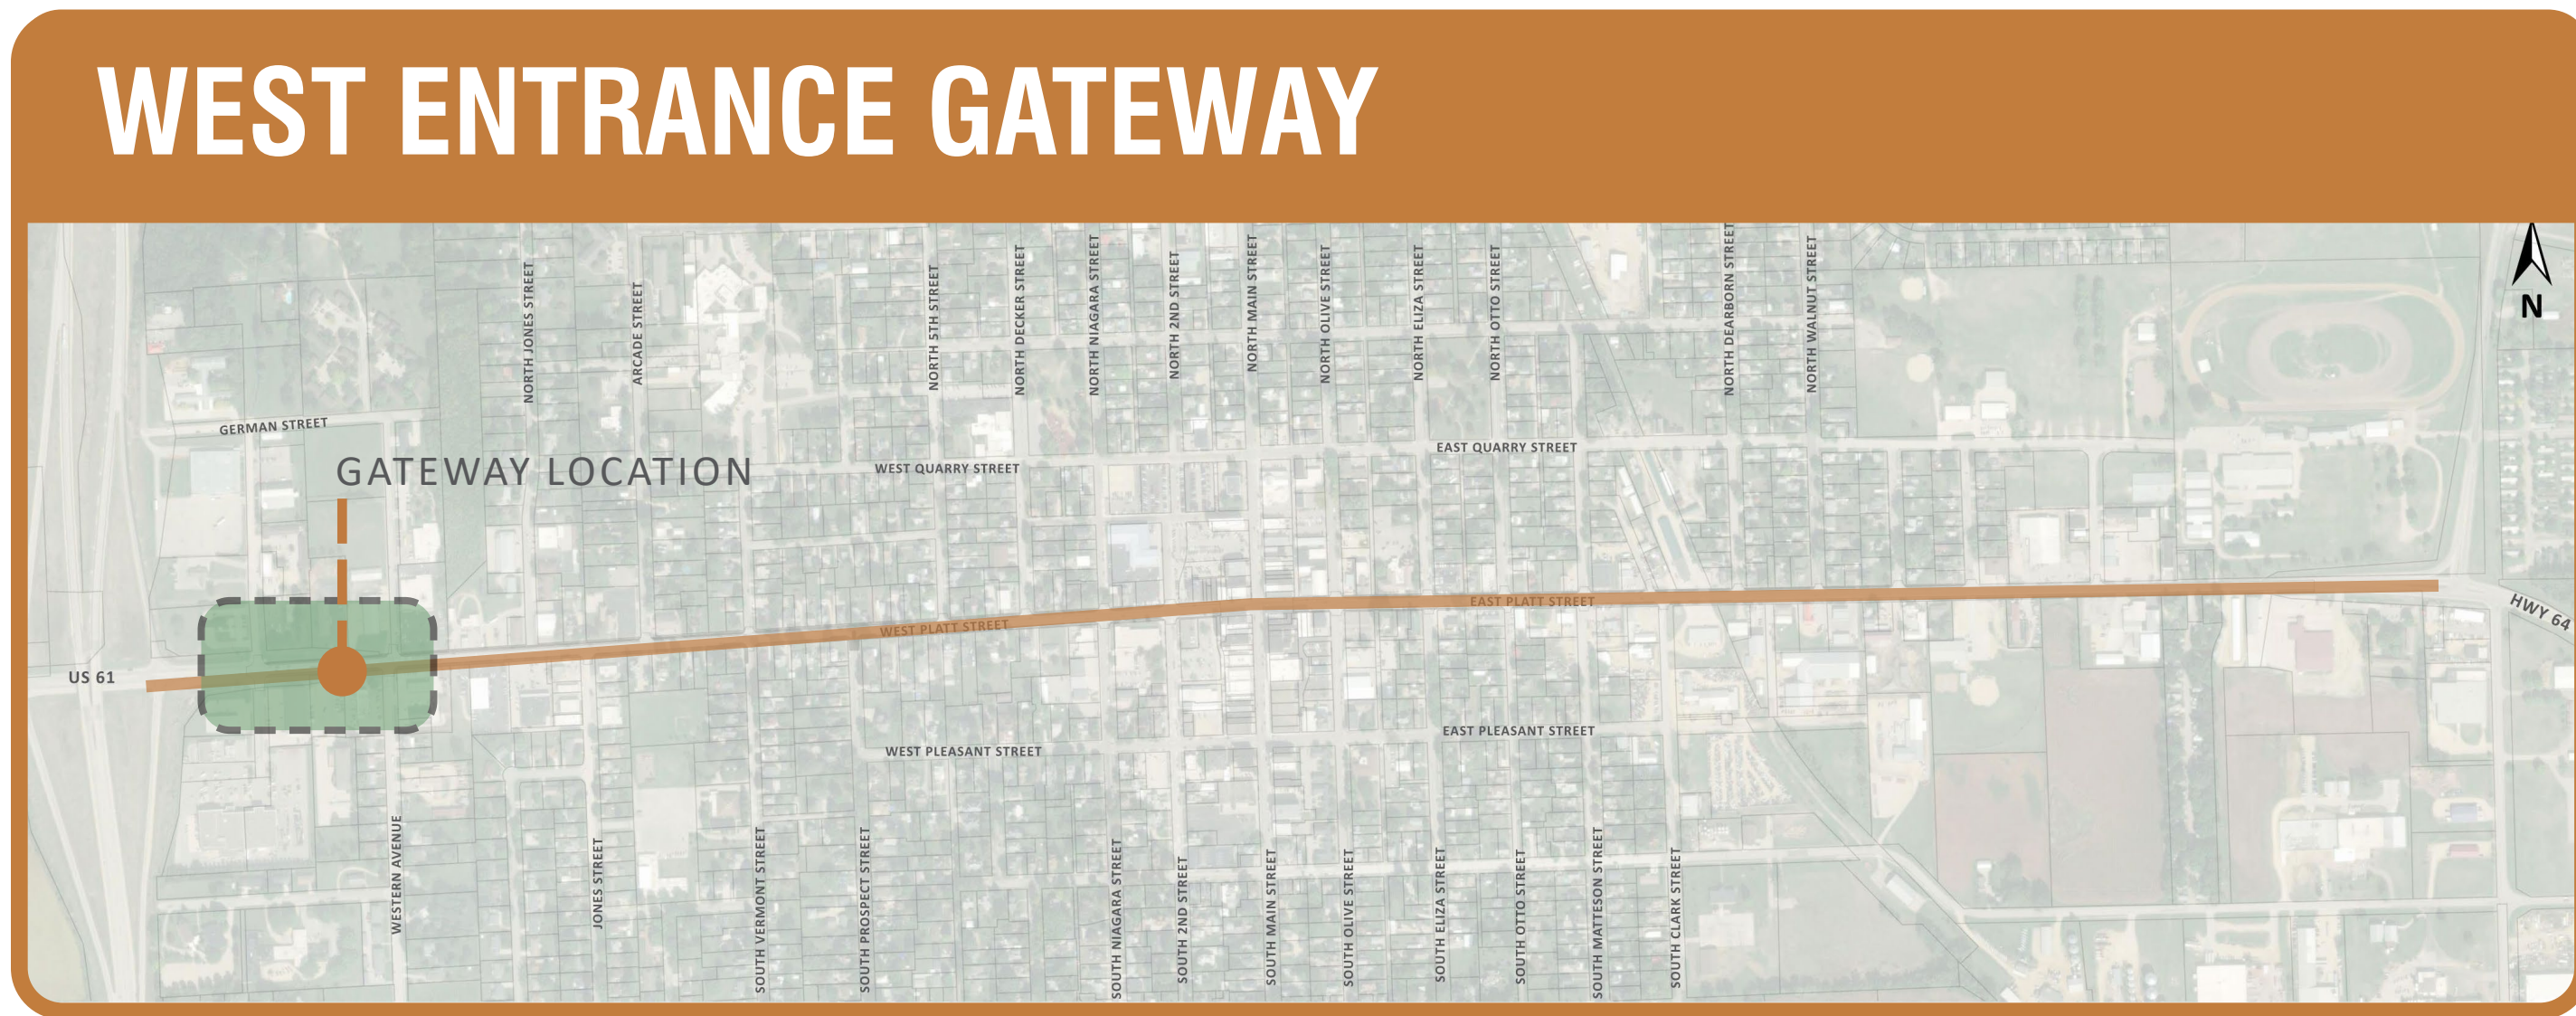 WEST ENTRANCE GATEWAY
N
NORTH JONES STREET
ARCADE STREET
NORTH 5TH STREET
NORTH DECKER STREET
NORTH NIAGARA STREET
NORTH 2ND STREET
NORTH MAIN STREET
NORTH OLIVE STREET
NORTH ELIZA STREET
NORTH OTTO STREET
NORTH DEARBORN STREET
NORTH WALNUT STREET
GERMAN STREET
GATEWAY LOCATION
WEST QUARRY STREET
EAST QUARRY STREET
WEST PLATT STREET
EAST PLATT STREET
HWY 64
US 61
WEST PLEASANT STREET
EAST PLEASANT STREET
WESTERN AVENUE
JONES STREET
SOUTH VERMONT STREET
SOUTH PROSPECT STREET
SOUTH NIAGARA STREET
SOUTH 2ND STREET
SOUTH MAIN STREET
SOUTH OLIVE STREET
SOUTH ELIZA STREET
SOUTH OTTO STREET
SOUTH MATTESON STREET
SOUTH CLARK STREET